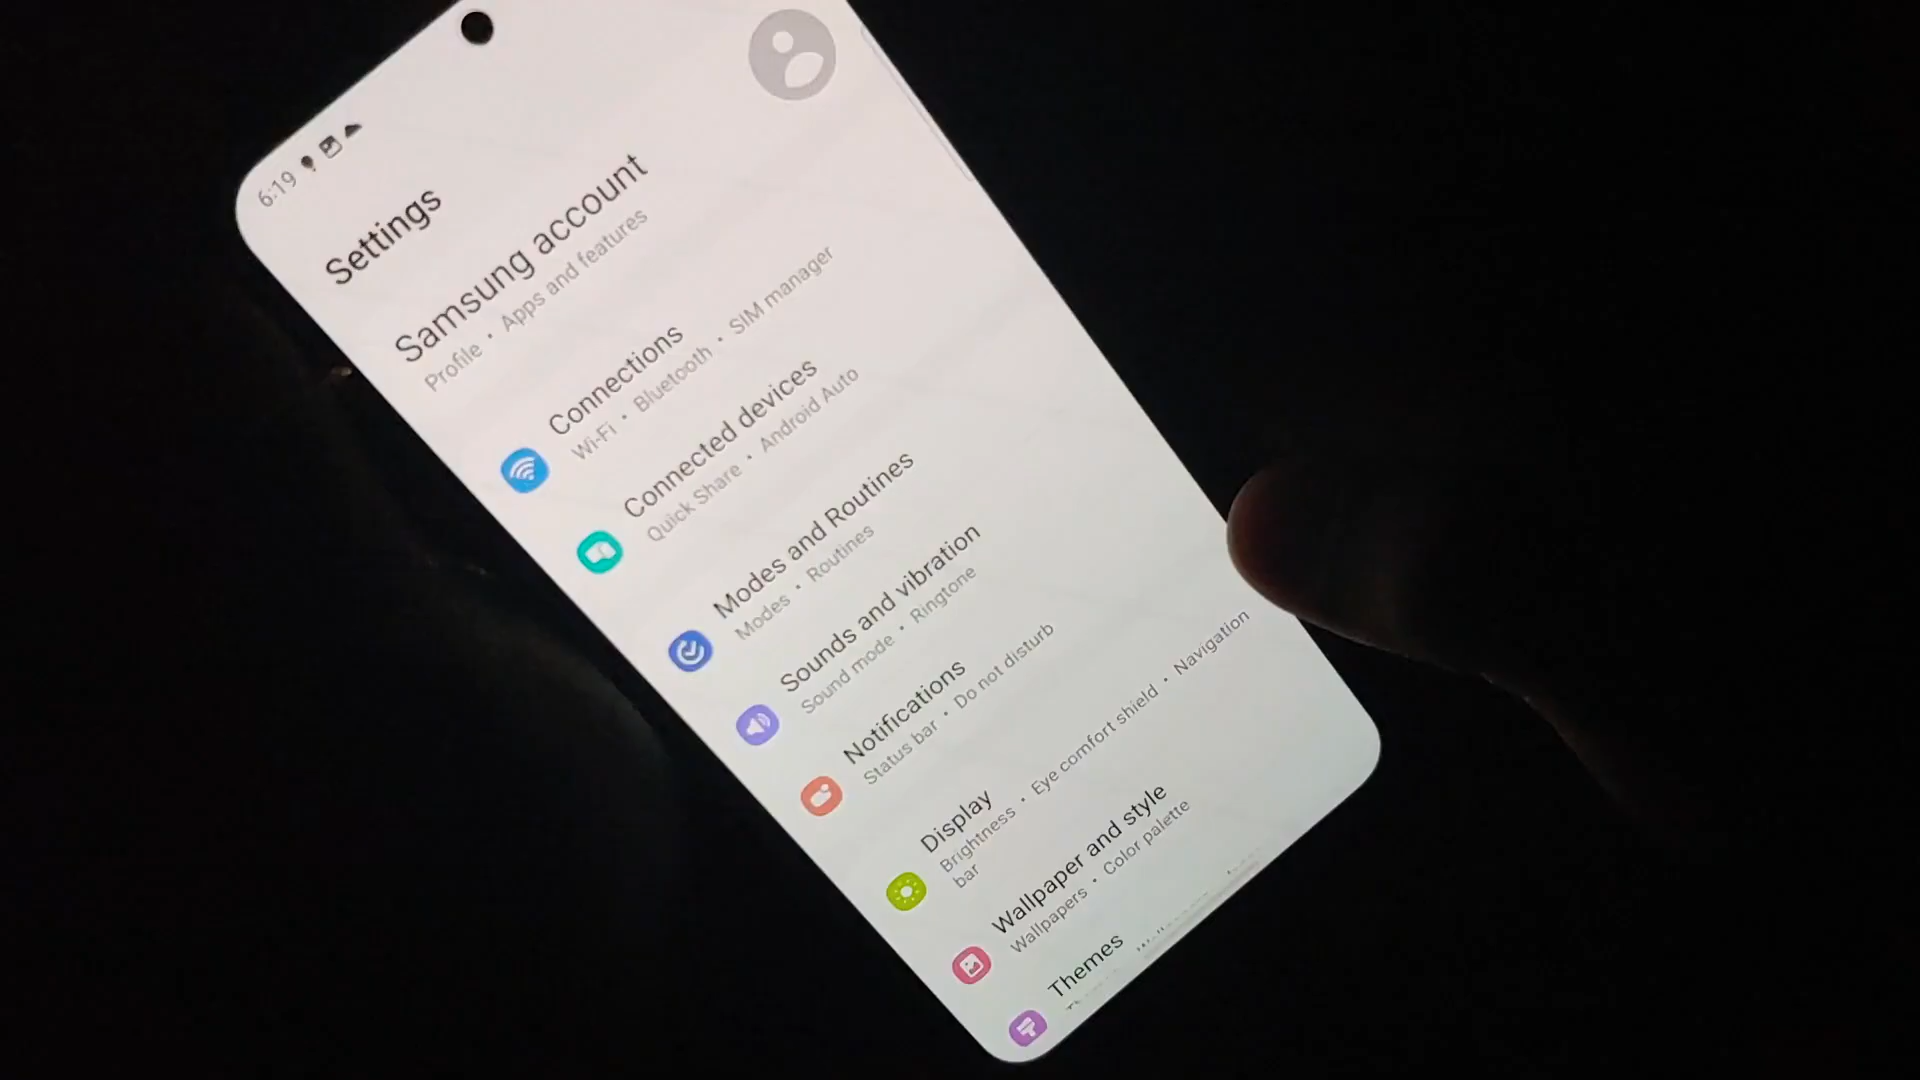 6:19
Settings
Samsung account
Profile • Apps and features
Connections
Wi-Fi • Bluetooth • SIM manager
Connected devices
Quick Share • Android Auto
Modes and Routines
Modes • Routines
Sounds and vibration
Sound mode • Ringtone
Notifications
Status bar • Do not disturb
Display
Brightness • Eye comfort shield • Navigation
bar
Wallpaper and style
Wallpapers • Color palette
Themes